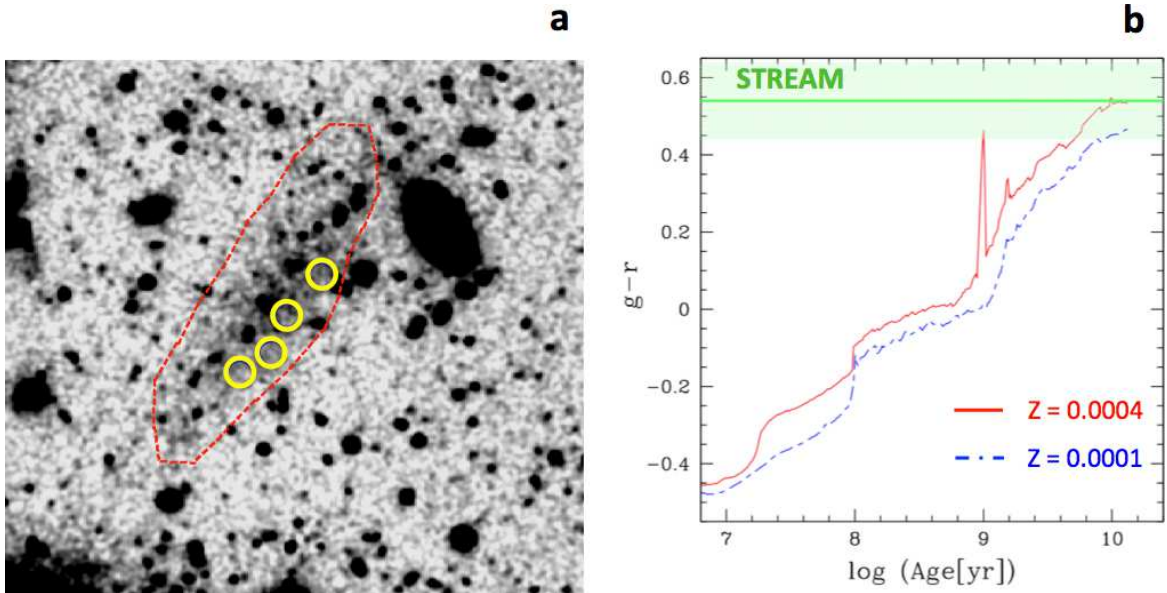 a
b
STREAM
0.6
0.4
0.2
0
−0.2
−0.4
g−r
Z = 0.0004
Z = 0.0001
7
8
9
10
log (Age[yr])